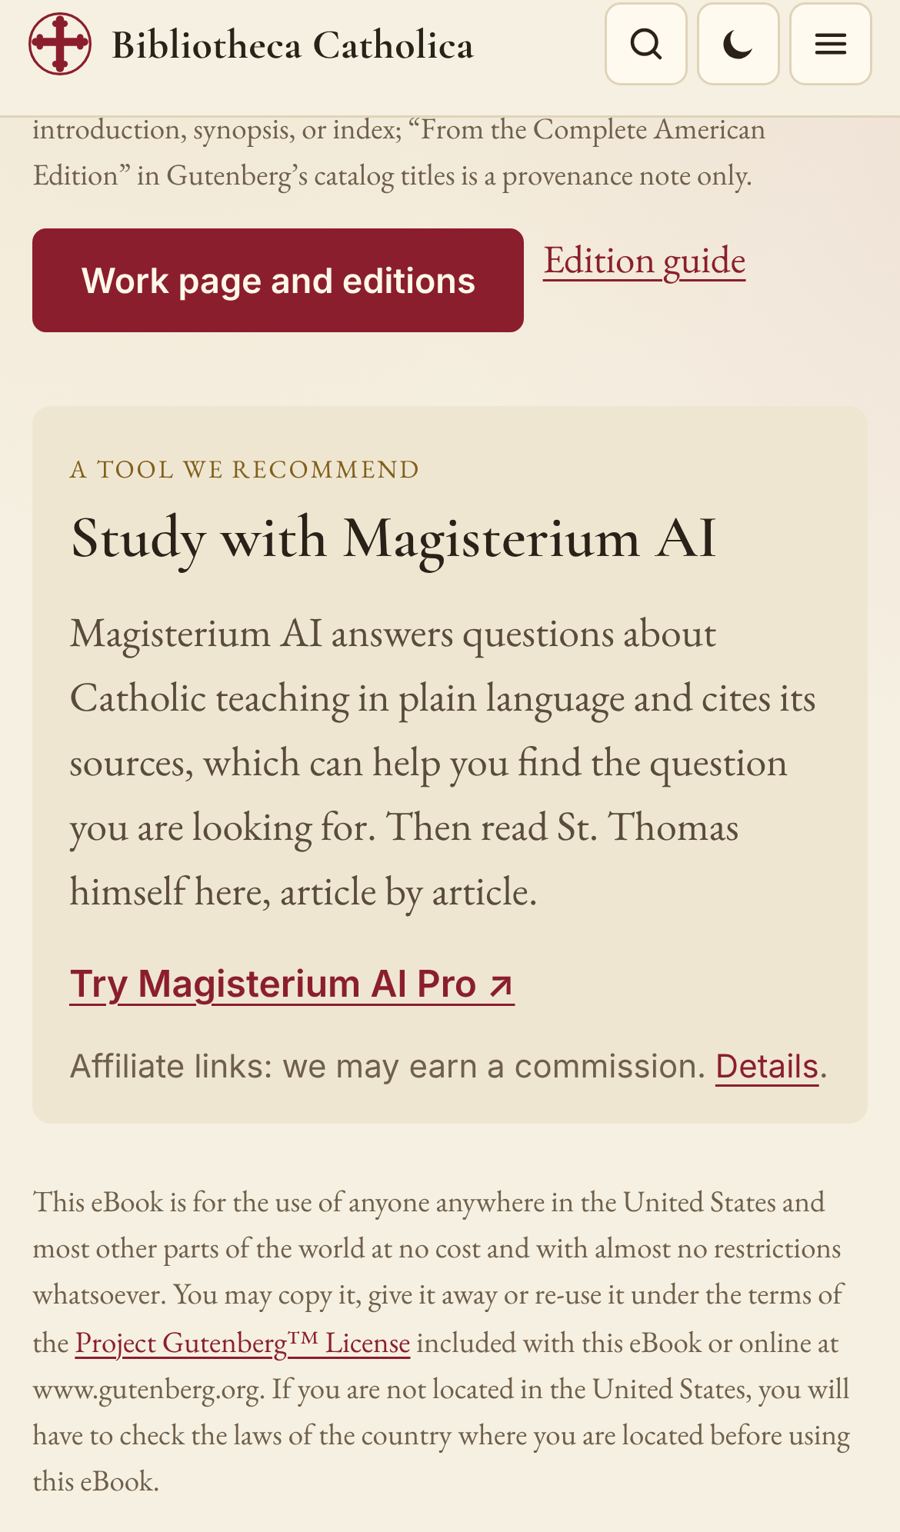 Bibliotheca Catholica
introduction, synopsis, or index; “From the Complete American
Edition” in Gutenberg’s catalog titles is a provenance note only.
Work page and editions
Edition guide
A TOOL WE RECOMMEND
Study with Magisterium AI
Magisterium AI answers questions about
Catholic teaching in plain language and cites its
sources, which can help you find the question
you are looking for. Then read St. Thomas
himself here, article by article.
Try Magisterium AI Pro ↗
Affiliate links: we may earn a commission. Details.
This eBook is for the use of anyone anywhere in the United States and
most other parts of the world at no cost and with almost no restrictions
whatsoever. You may copy it, give it away or re-use it under the terms of
the Project Gutenberg™ License included with this eBook or online at
www.gutenberg.org. If you are not located in the United States, you will
have to check the laws of the country where you are located before using
this eBook.